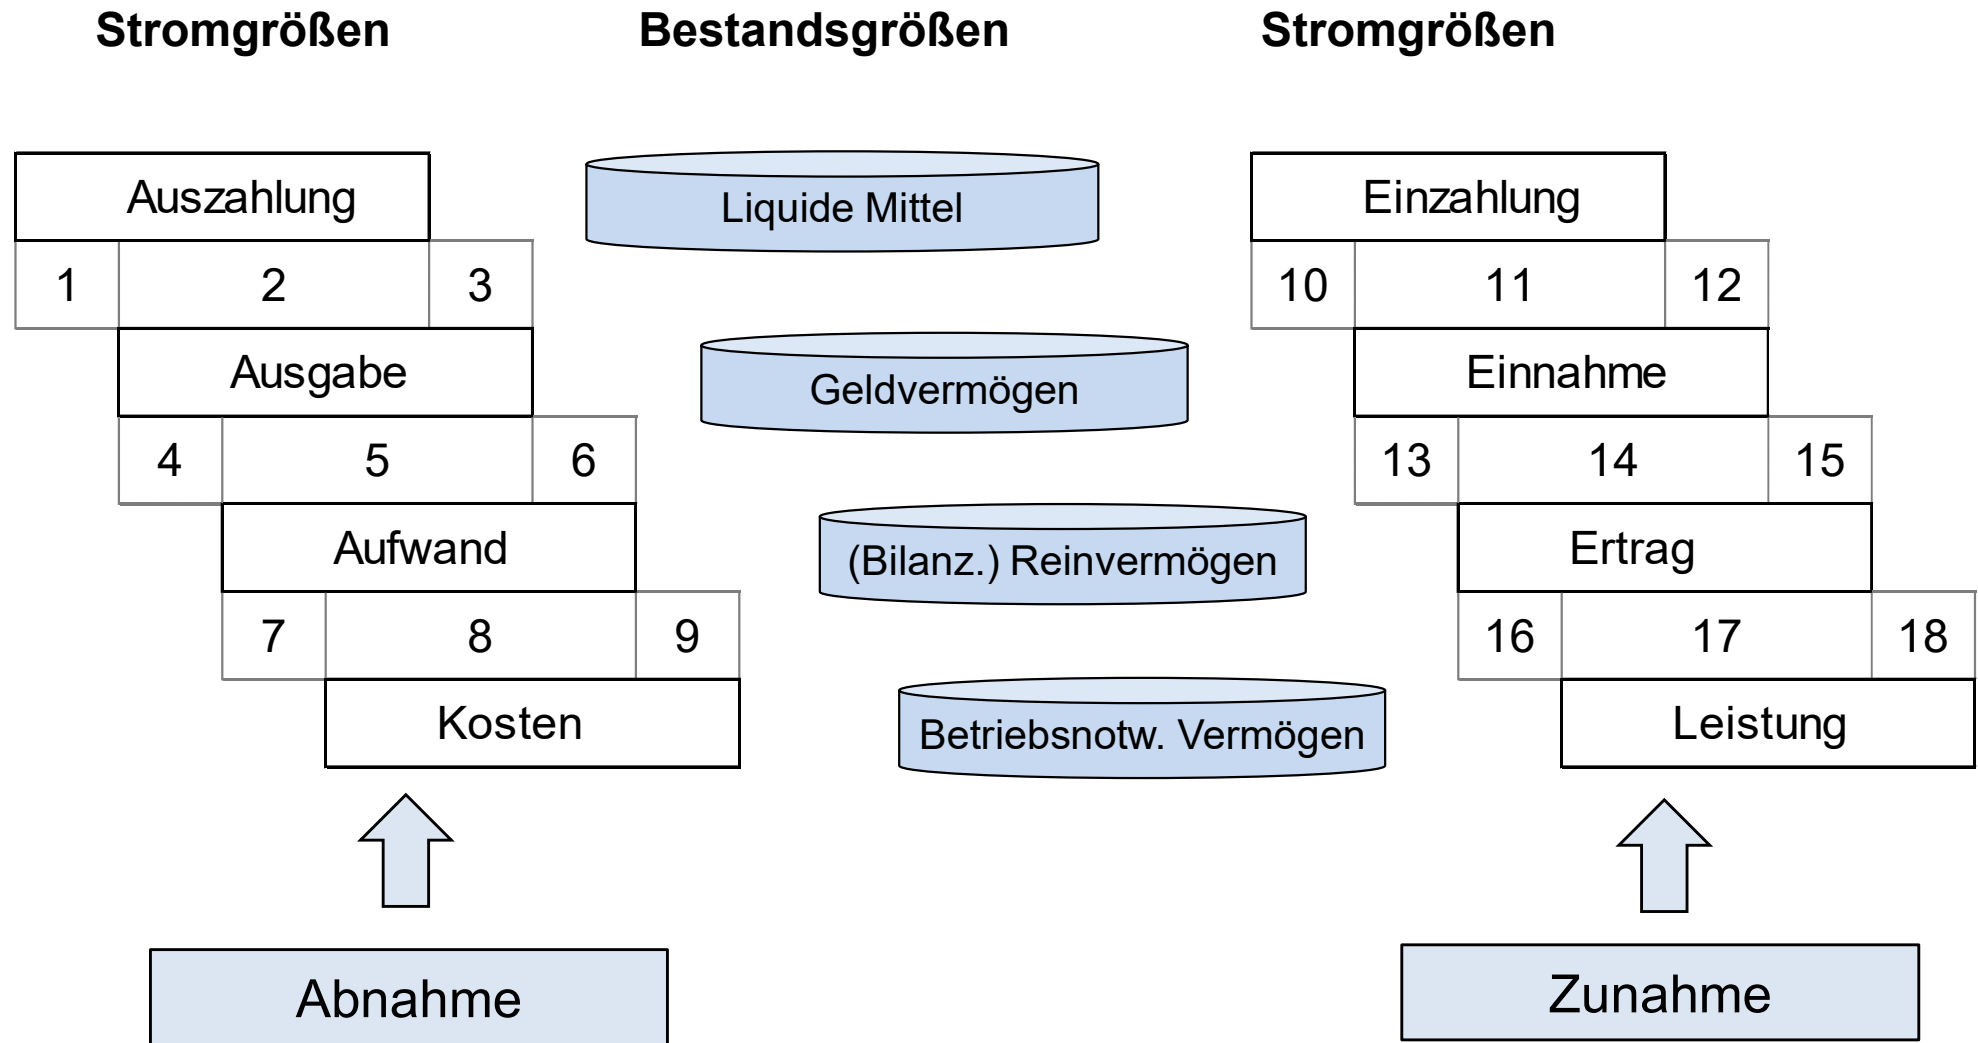 Stromgrößen Bestandsgrößen Stromgrößen
Auszahlung Liquide Mittel Einzahlung
1 2 3 10 11 12
Ausgabe Geldvermögen Einnahme
4 5 6 13 14 15
Aufwand (Bilanz.) Reinvermögen Ertrag
7 8 9 16 17 18
Kosten Betriebsnotw. Vermögen Leistung
Abnahme Zunahme